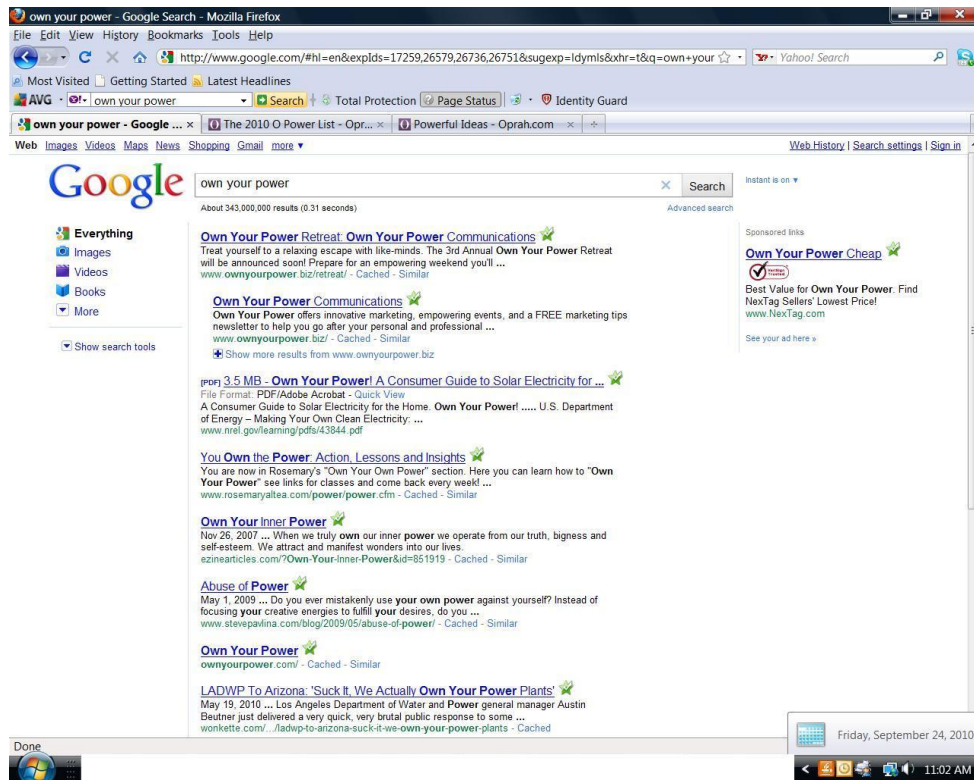 own your power - Google Search - Mozilla Firefox
File Edit View History Bookmarks Tools Help
http://www.google.com/#hl=en&expIds=17259,26579,26736,26751&sugexp=ldymls&xhr=t&q=own+your
Yahoo! Search
Most Visited Getting Started Latest Headlines
AVG own your power Search Total Protection Page Status Identity Guard
own your power - Google ... The 2010 O Power List - Opr... Powerful Ideas - Oprah.com
Web Images Videos Maps News Shopping Gmail more Web History | Search settings | Sign in
Google own your power Search Instant is on
About 343,000,000 results (0.31 seconds) Advanced search
Everything
Images
Videos
Books
More
Show search tools
Own Your Power Retreat: Own Your Power Communications
Treat yourself to a relaxing escape with like-minds. The 3rd Annual Own Your Power Retreat
will be announced soon! Prepare for an empowering weekend you'll ...
www.ownyourpower.biz/retreat/ - Cached - Similar
Own Your Power Communications
Own Your Power offers innovative marketing, empowering events, and a FREE marketing tips
newsletter to help you go after your personal and professional ...
www.ownyourpower.biz/ - Cached - Similar
Show more results from www.ownyourpower.biz
[PDF] 3.5 MB - Own Your Power! A Consumer Guide to Solar Electricity for ...
File Format: PDF/Adobe Acrobat - Quick View
A Consumer Guide to Solar Electricity for the Home. Own Your Power! ..... U.S. Department
of Energy – Making Your Own Clean Electricity: ...
www.nrel.gov/learning/pdfs/43844.pdf
You Own the Power: Action, Lessons and Insights
You are now in Rosemary's "Own Your Own Power" section. Here you can learn how to "Own
Your Power" see links for classes and come back every week! ...
www.rosemaryaltea.com/power/power.cfm - Cached - Similar
Own Your Inner Power
Nov 26, 2007 ... When we truly own our inner power we operate from our truth, bigness and
self-esteem. We attract and manifest wonders into our lives.
ezinearticles.com/?Own-Your-Inner-Power&id=851919 - Cached - Similar
Abuse of Power
May 1, 2009 ... Do you ever mistakenly use your own power against yourself? Instead of
focusing your creative energies to fulfill your desires, do you ...
www.stevepavlina.com/blog/2009/05/abuse-of-power/ - Cached - Similar
Own Your Power
ownyourpower.com/ - Cached - Similar
LADWP To Arizona: 'Suck It, We Actually Own Your Power Plants'
May 19, 2010 ... Los Angeles Department of Water and Power general manager Austin
Beutner just delivered a very quick, very brutal public response to some ...
wonkette.com/.../ladwp-to-arizona-suck-it-we-own-your-power-plants - Cached
Sponsored links
Own Your Power Cheap
Best Value for Own Your Power. Find
NexTag Sellers' Lowest Price!
www.NexTag.com
See your ad here »
Done
Friday, September 24, 2010
11:02 AM